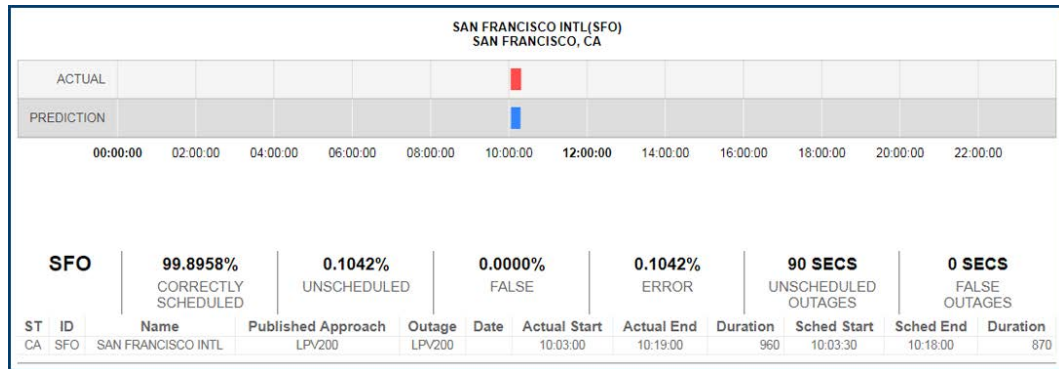 SAN FRANCISCO INTL(SFO)
SAN FRANCISCO, CA
ACTUAL
PREDICTION
00:00:00 02:00:00 04:00:00 06:00:00 08:00:00 10:00:00 12:00:00 14:00:00 16:00:00 18:00:00 20:00:00 22:00:00
SFO 99.8958% 0.1042% 0.0000% 0.1042% 90 SECS 0 SECS
CORRECTLY UNSCHEDULED FALSE ERROR UNSCHEDULED FALSE
SCHEDULED OUTAGES OUTAGES
ST ID Name Published Approach Outage Date Actual Start Actual End Duration Sched Start Sched End Duration
CA SFO SAN FRANCISCO INTL LPV200 LPV200 10:03:00 10:19:00 960 10:03:30 10:18:00 870